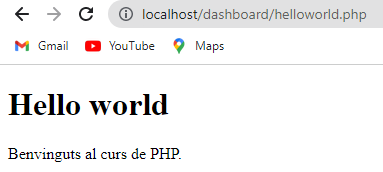 localhost/dashboard/helloworld.php
Gmail YouTube Maps
Hello world
Benvinguts al curs de PHP.